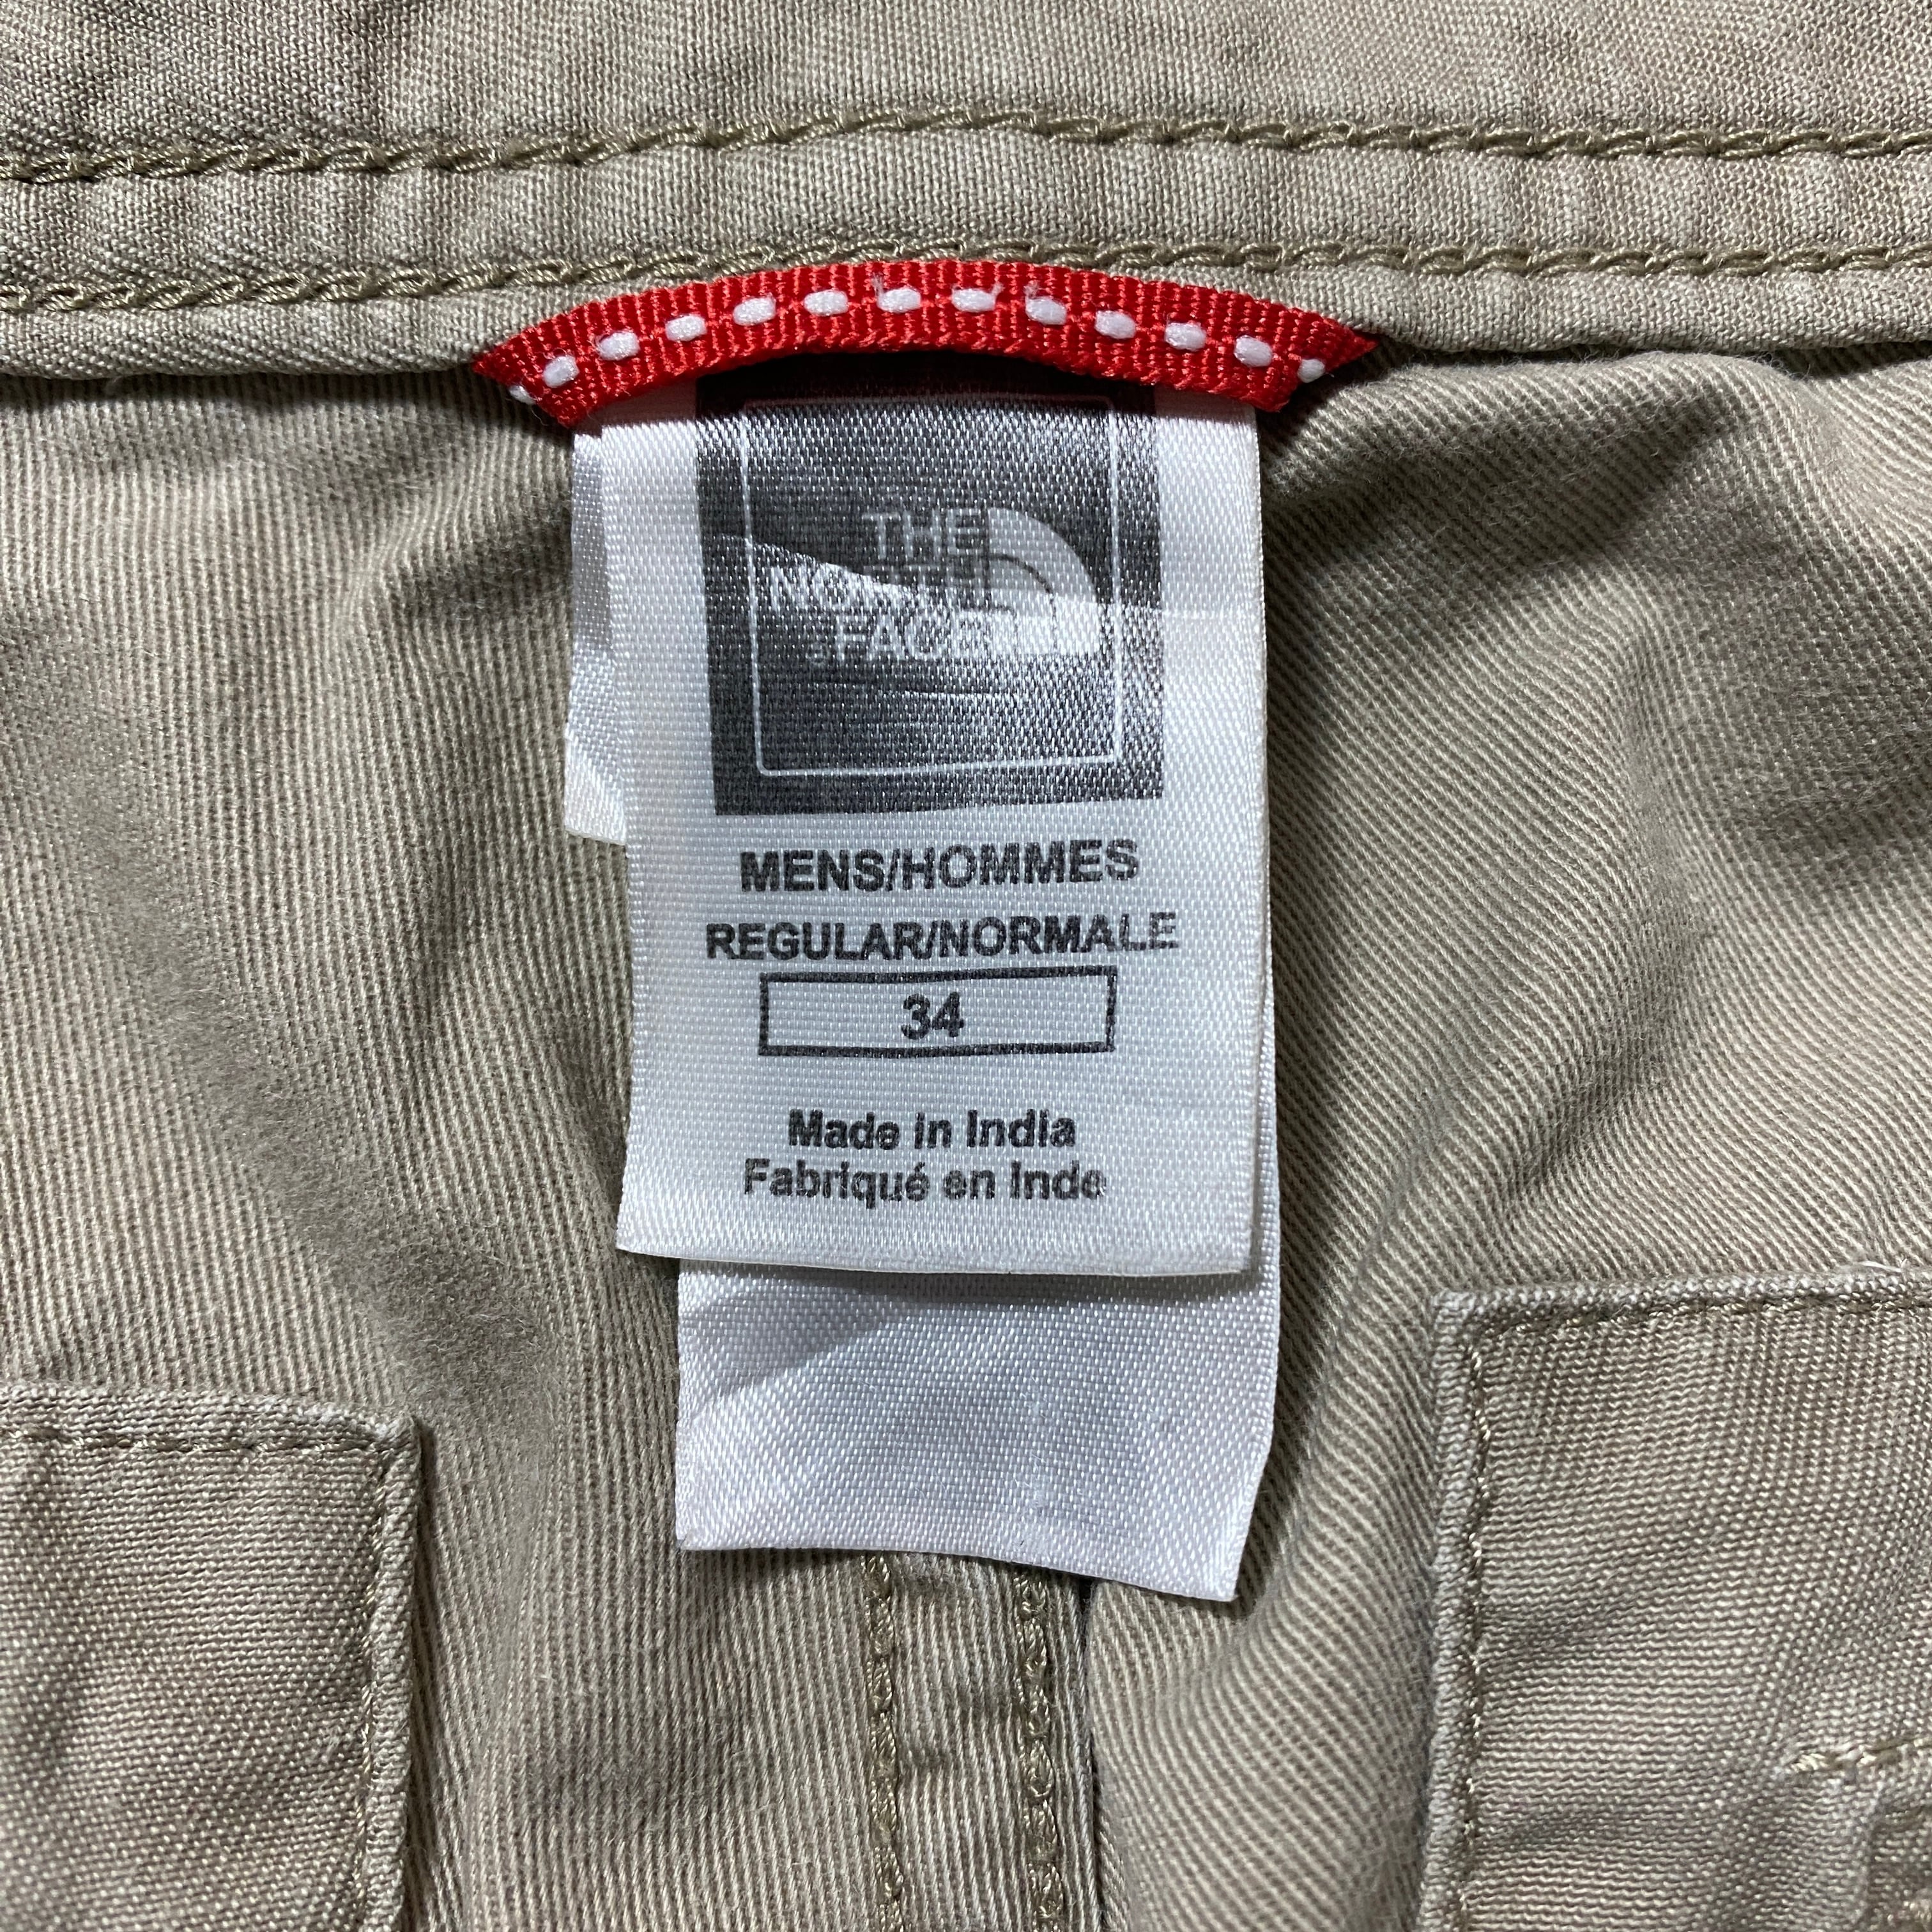 THE
NORTH
FACE
MENS/HOMMES
REGULAR/NORMALE
34
Made in India
Fabriqué en Inde